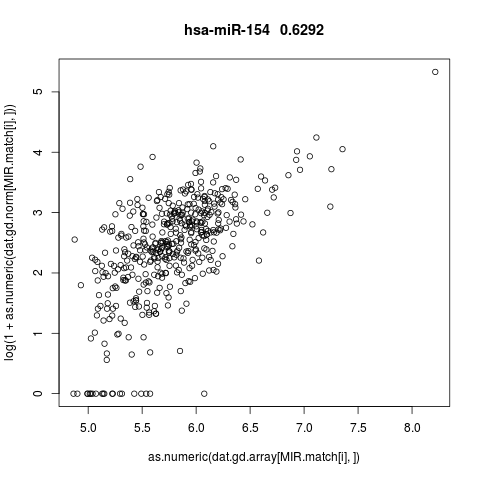 hsa-miR-154 0.6292
log(1 + as.numeric(dat.gd.norm[MIR.match[i], ]))
5
4
3
2
1
0
5.0 5.5 6.0 6.5 7.0 7.5 8.0
as.numeric(dat.gd.array[MIR.match[i], ])